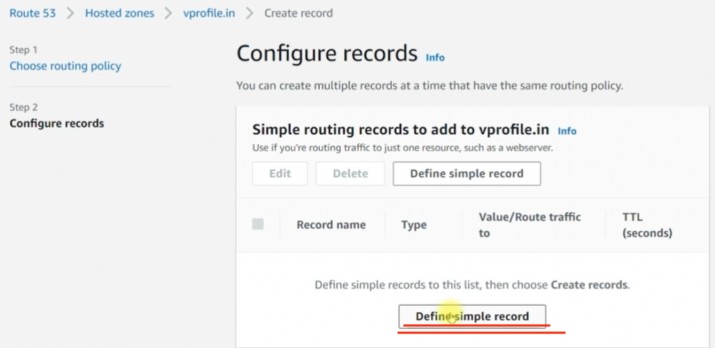 Route 53 > Hosted zones > vprofile.in > Create record
Step 1
Choose routing policy
Step 2
Configure records
Configure records Info
You can create multiple records at a time that have the same routing policy.
Simple routing records to add to vprofile.in Info
Use if you're routing traffic to just one resource, such as a webserver.
Edit Delete Define simple record
Record name Type Value/Route traffic to TTL (seconds)
Define simple records to this list, then choose Create records.
Define simple record